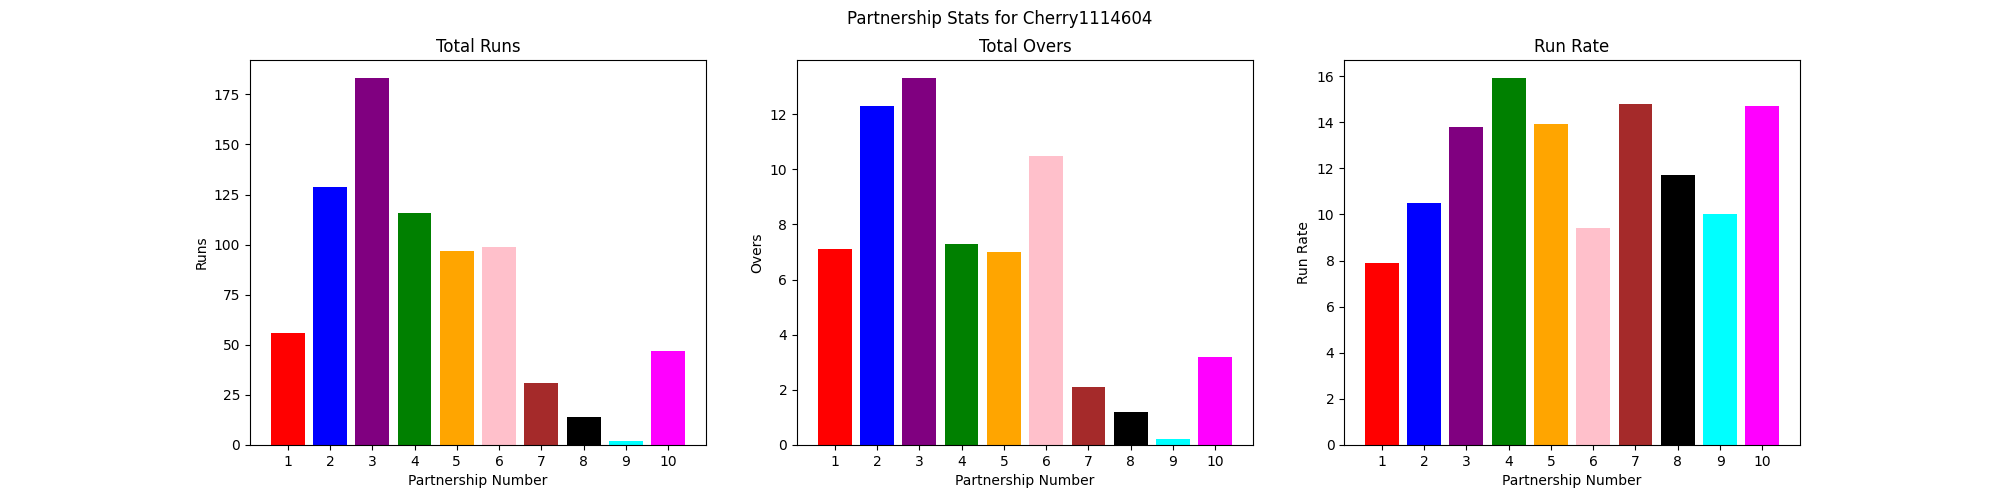 Partnership Stats for Cherry1114604
Total Runs
Total Overs
Run Rate
175
150
125
100
75
50
25
0
Runs
1 2 3 4 5 6 7 8 9 10
Partnership Number
12
10
8
6
4
2
0
Overs
1 2 3 4 5 6 7 8 9 10
Partnership Number
16
14
12
10
8
6
4
2
0
Run Rate
1 2 3 4 5 6 7 8 9 10
Partnership Number